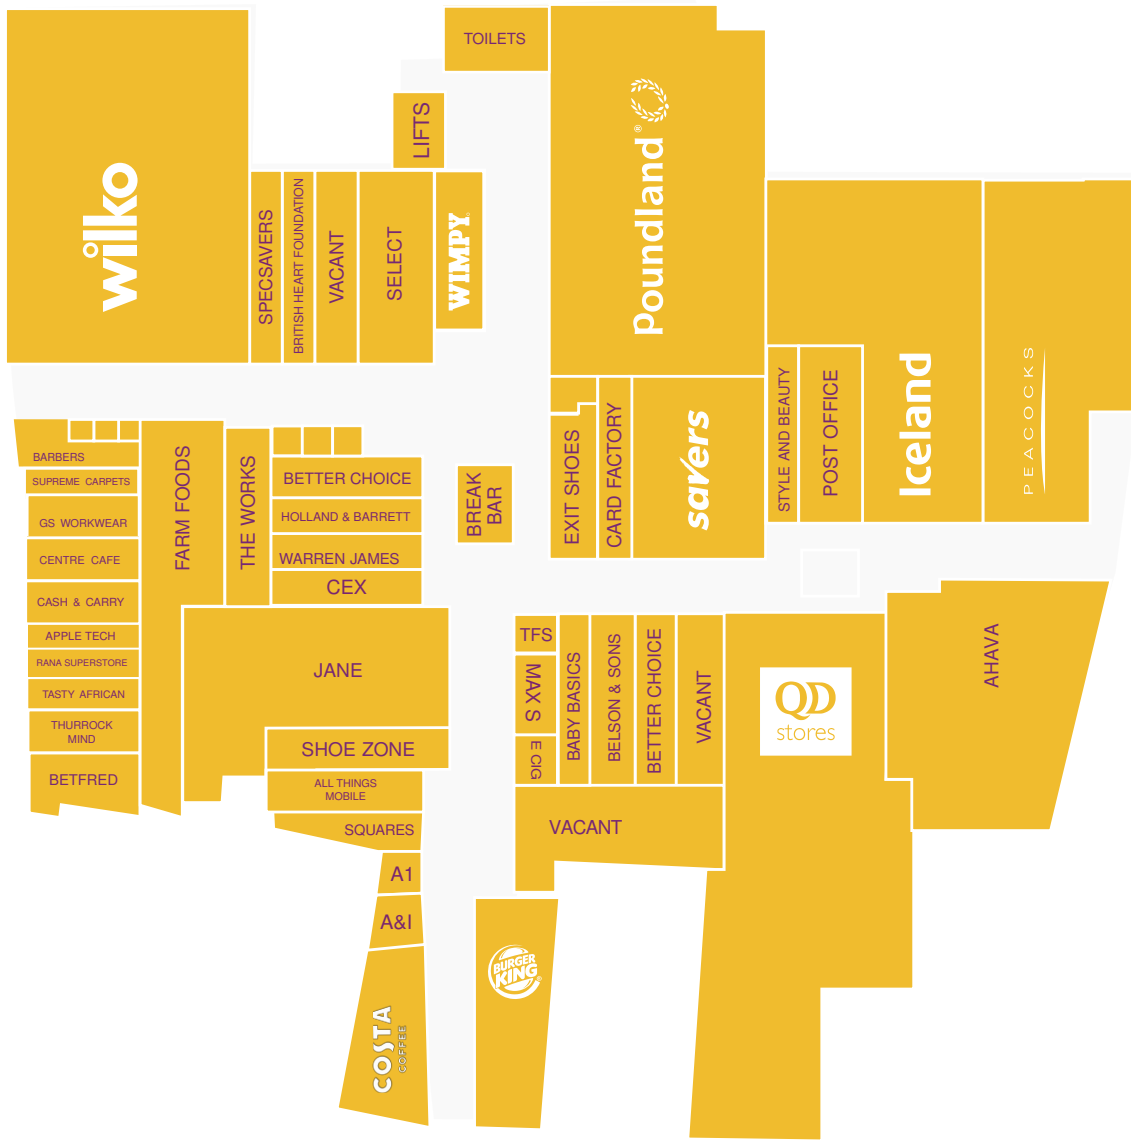 TOILETS
LIFTS
poundland®
wilko
SPECSAVERS
BRITISH HEART FOUNDATION
VACANT
SELECT
WIMPY
Iceland
PEACOCKS
STYLE AND BEAUTY
POST OFFICE
EXIT SHOES
CARD FACTORY
savers
BREAK
BAR
BARBERS
SUPREME CARPETS
GS WORKWEAR
CENTRE CAFE
CASH & CARRY
APPLE TECH
RANA SUPERSTORE
TASTY AFRICAN
THURROCK
MIND
BETFRED
FARM FOODS
THE WORKS
BETTER CHOICE
HOLLAND & BARRETT
WARREN JAMES
CEX
JANE
SHOE ZONE
ALL THINGS
MOBILE
SQUARES
A1
A&I
COSTA
COFFEE
TFS
MAX S
E CIG
BABY BASICS
BELSON & SONS
BETTER CHOICE
VACANT
QD
stores
AHAVA
VACANT
BURGER
KING®